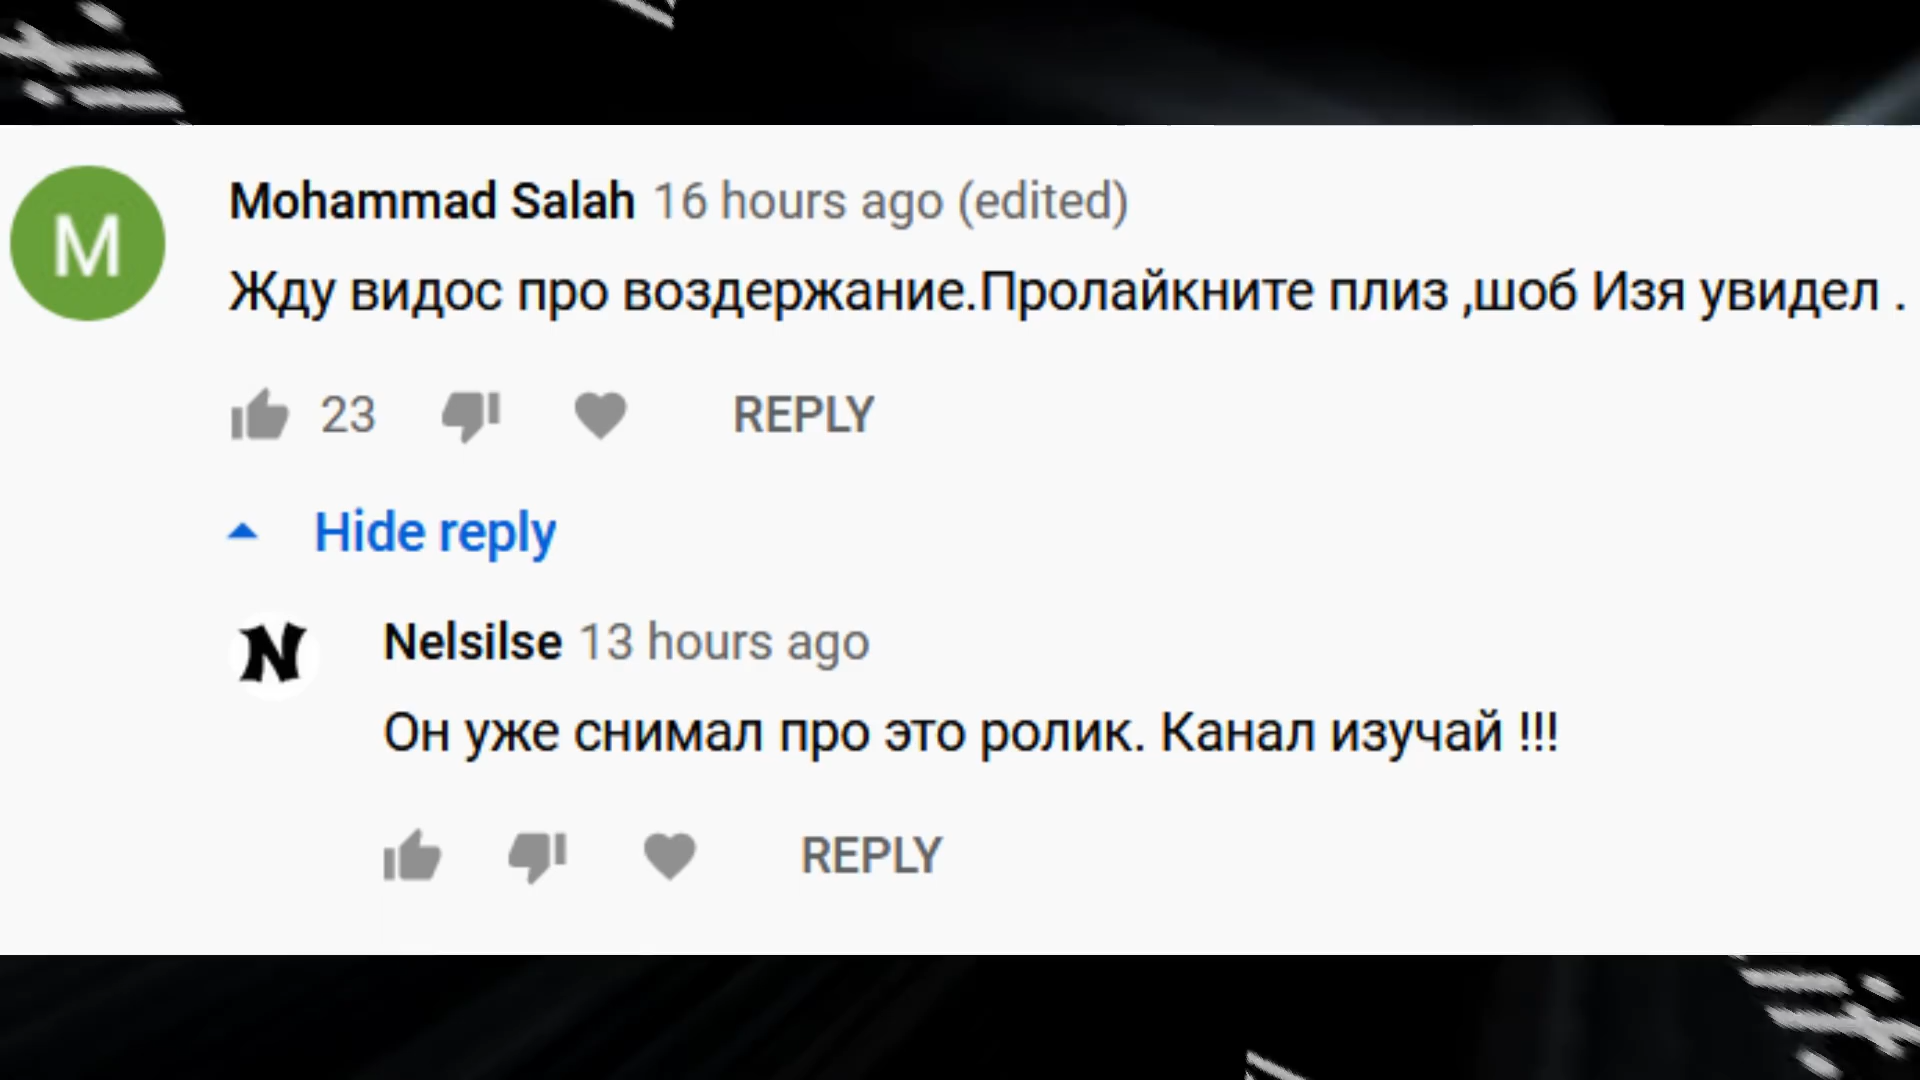 M
Mohammad Salah 16 hours ago (edited)
Жду видос про воздержание.Пролайкните плиз ,шоб Изя увидел .
23 REPLY
Hide reply
N
Nelsilse 13 hours ago
Он уже снимал про это ролик. Канал изучай !!!
REPLY